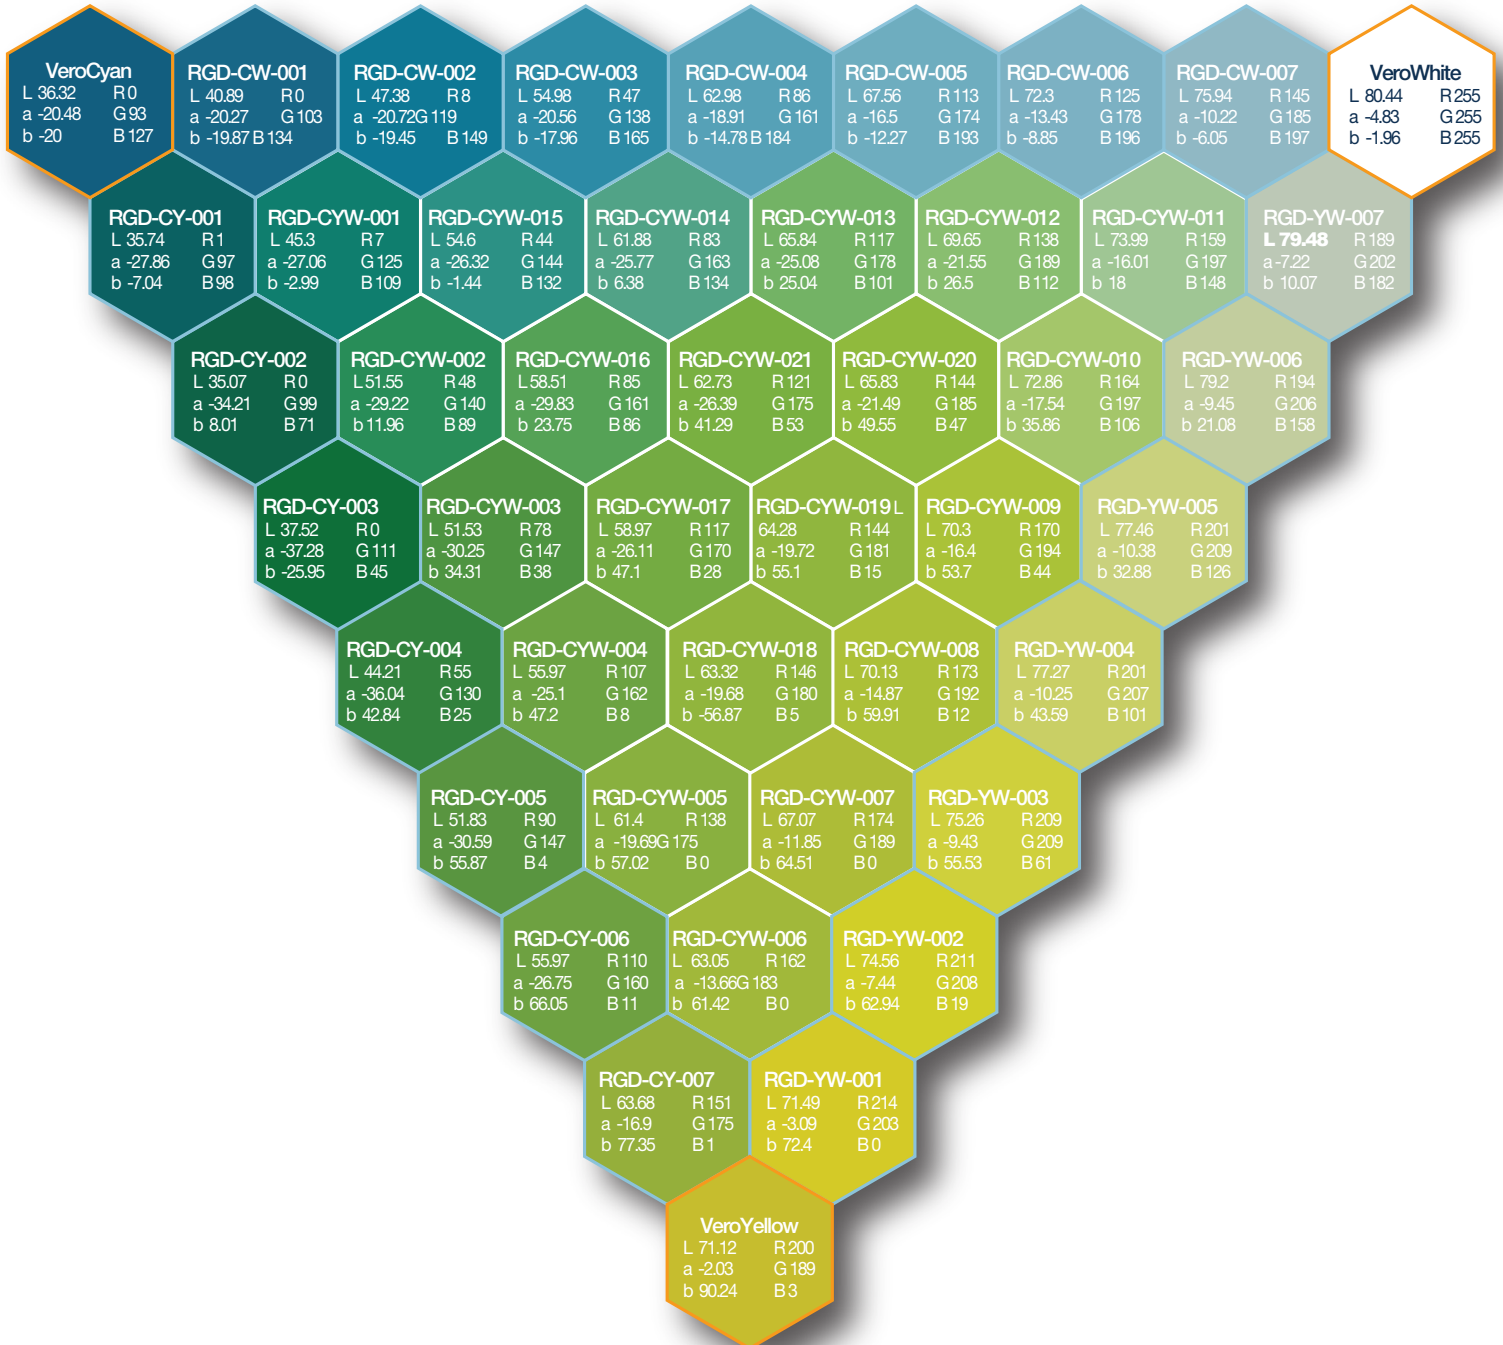 VeroCyan
L 36.32 R 0
a -20.48 G 93
b -20 B 127
RGD-CW-001
L 40.89 R 0
a -20.27 G 103
b -19.87 B 134
RGD-CW-002
L 47.38 R 8
a -20.72G 119
b -19.45 B 149
RGD-CW-003
L 54.98 R 47
a -20.56 G 138
b -17.96 B 165
RGD-CW-004
L 62.98 R 86
a -18.91 G 161
b -14.78 B 184
RGD-CW-005
L 67.56 R 113
a -16.5 G 174
b -12.27 B 193
RGD-CW-006
L 72.3 R 125
a -13.43 G 178
b -8.85 B 196
RGD-CW-007
L 75.94 R 145
a -10.22 G 185
b -6.05 B 197
VeroWhite
L 80.44 R 255
a -4.83 G 255
b -1.96 B 255
RGD-CY-001
L 35.74 R 1
a -27.86 G 97
b -7.04 B 98
RGD-CYW-001
L 45.3 R 7
a -27.06 G 125
b -2.99 B 109
RGD-CYW-015
L 54.6 R 44
a -26.32 G 144
b -1.44 B 132
RGD-CYW-014
L 61.88 R 83
a -25.77 G 163
b 6.38 B 134
RGD-CYW-013
L 65.84 R 117
a -25.08 G 178
b 25.04 B 101
RGD-CYW-012
L 69.65 R 138
a -21.55 G 189
b 26.5 B 112
RGD-CYW-011
L 73.99 R 159
a -16.01 G 197
b 18 B 148
RGD-YW-007
L 79.48 R 189
a -7.22 G 202
b 10.07 B 182
RGD-CY-002
L 35.07 R 0
a -34.21 G 99
b 8.01 B 71
RGD-CYW-002
L 51.55 R 48
a -29.22 G 140
b 11.96 B 89
RGD-CYW-016
L 58.51 R 85
a -29.83 G 161
b 23.75 B 86
RGD-CYW-021
L 62.73 R 121
a -26.39 G 175
b 41.29 B 53
RGD-CYW-020
L 65.83 R 144
a -21.49 G 185
b 49.55 B 47
RGD-CYW-010
L 72.86 R 164
a -17.54 G 197
b 35.86 B 106
RGD-YW-006
L 79.2 R 194
a -9.45 G 206
b 21.08 B 158
RGD-CY-003
L 37.52 R 0
a -37.28 G 111
b -25.95 B 45
RGD-CYW-003
L 51.53 R 78
a -30.25 G 147
b 34.31 B 38
RGD-CYW-017
L 58.97 R 117
a -26.11 G 170
b 47.1 B 28
RGD-CYW-019 L
64.28 R 144
a -19.72 G 181
b 55.1 B 15
RGD-CYW-009
L 70.3 R 170
a -16.4 G 194
b 53.7 B 44
RGD-YW-005
L 77.46 R 201
a -10.38 G 209
b 32.88 B 126
RGD-CY-004
L 44.21 R 55
a -36.04 G 130
b 42.84 B 25
RGD-CYW-004
L 55.97 R 107
a -25.1 G 162
b 47.2 B 8
RGD-CYW-018
L 63.32 R 146
a -19.68 G 180
b -56.87 B 5
RGD-CYW-008
L 70.13 R 173
a -14.87 G 192
b 59.91 B 12
RGD-YW-004
L 77.27 R 201
a -10.25 G 207
b 43.59 B 101
RGD-CY-005
L 51.83 R 90
a -30.59 G 147
b 55.87 B 4
RGD-CYW-005
L 61.4 R 138
a -19.69G 175
b 57.02 B 0
RGD-CYW-007
L 67.07 R 174
a -11.85 G 189
b 64.51 B 0
RGD-YW-003
L 75.26 R 209
a -9.43 G 209
b 55.53 B 61
RGD-CY-006
L 55.97 R 110
a -26.75 G 160
b 66.05 B 11
RGD-CYW-006
L 63.05 R 162
a -13.66G 183
b 61.42 B 0
RGD-YW-002
L 74.56 R 211
a -7.44 G 208
b 62.94 B 19
RGD-CY-007
L 63.68 R 151
a -16.9 G 175
b 77.35 B 1
RGD-YW-001
L 71.49 R 214
a -3.09 G 203
b 72.4 B 0
VeroYellow
L 71.12 R 200
a -2.03 G 189
b 90.24 B 3